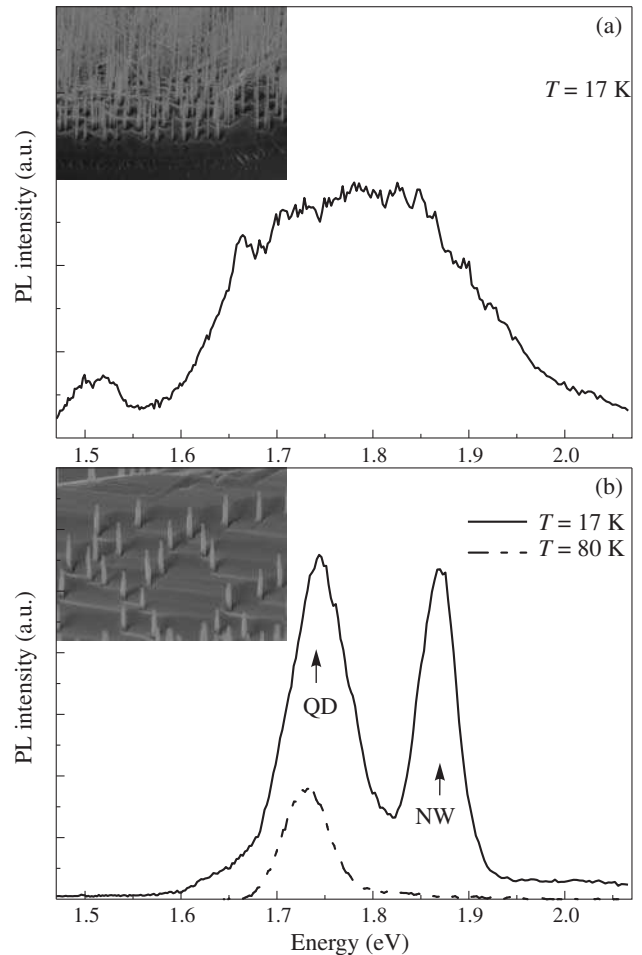 (a)
T = 17 K
PL intensity (a.u.)
1.5 1.6 1.7 1.8 1.9 2.0
(b)
T = 17 K
T = 80 K
QD
NW
PL intensity (a.u.)
1.5 1.6 1.7 1.8 1.9 2.0
Energy (eV)